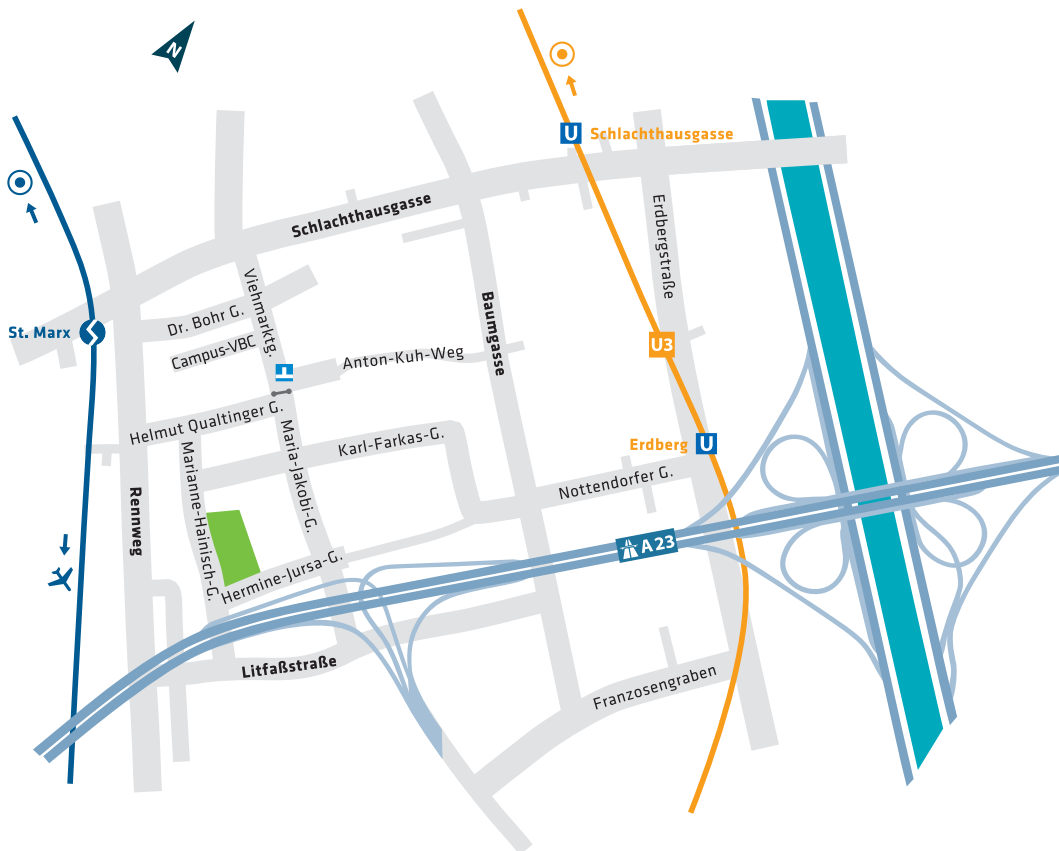 N
U Schlachthausgasse
Schlachthausgasse
Erdbergstraße
Viehmarktg.
Dr. Bohr G.
Baumgasse
St. Marx
Campus-VBC
U3
Anton-Kuh-Weg
Helmut Qualtinger G.
Maria-Jakobi-G.
Karl-Farkas-G.
Erdberg U
Marianne-Hainisch-G.
Nottendorfer G.
Rennweg
A 23
Hermine-Jursa-G.
Litfaßstraße
Franzosengraben